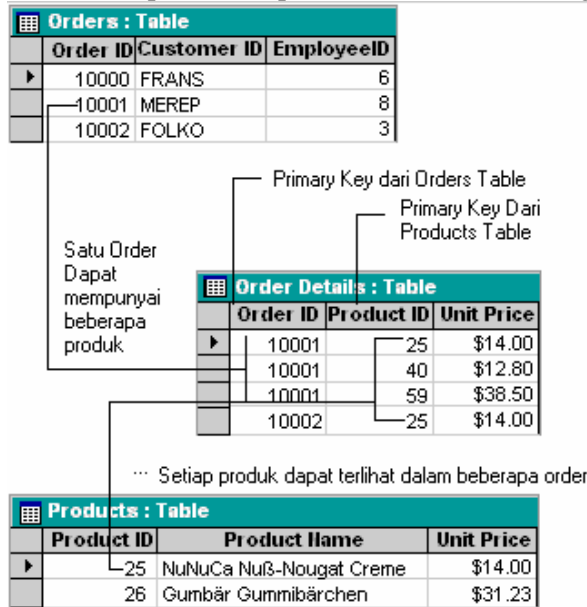 Orders : Table
Order ID Customer ID EmployeeID
10000 FRANS 6
10001 MEREP 8
10002 FOLKO 3
Primary Key dari Orders Table
Primary Key Dari
Products Table
Satu Order
Dapat
mempunyai
beberapa
produk
Order Details : Table
Order ID Product ID Unit Price
10001 25 $14.00
10001 40 $12.80
10001 59 $38.50
10002 25 $14.00
... Setiap produk dapat terlihat dalam beberapa order
Products : Table
Product ID Product Name Unit Price
25 NuNuCa Nuß-Nougat Creme $14.00
26 Gumbär Gummibärchen $31.23